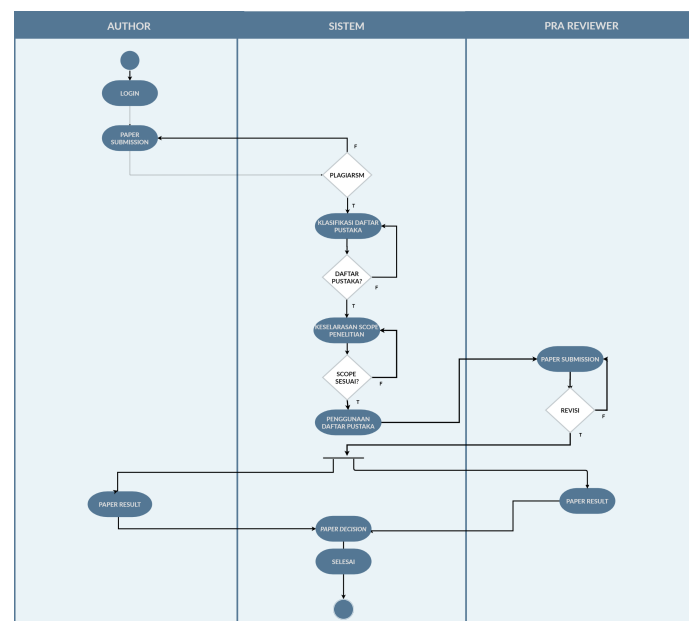 AUTHOR
SISTEM
PRA REVIEWER
LOGIN
PAPER
SUBMISSION
F
PLAGIARSM
T
KLASIFIKASI DAFTAR
PUSTAKA
DAFTAR
PUSTAKA?
F
T
KESELARASAN SCOPE
PENELITIAN
SCOPE
SESUAI?
F
T
PENGGUNAAN
DAFTAR PUSTAKA
PAPER SUBMISSION
REVISI
F
T
PAPER RESULT
PAPER RESULT
PAPER DECISION
SELESAI